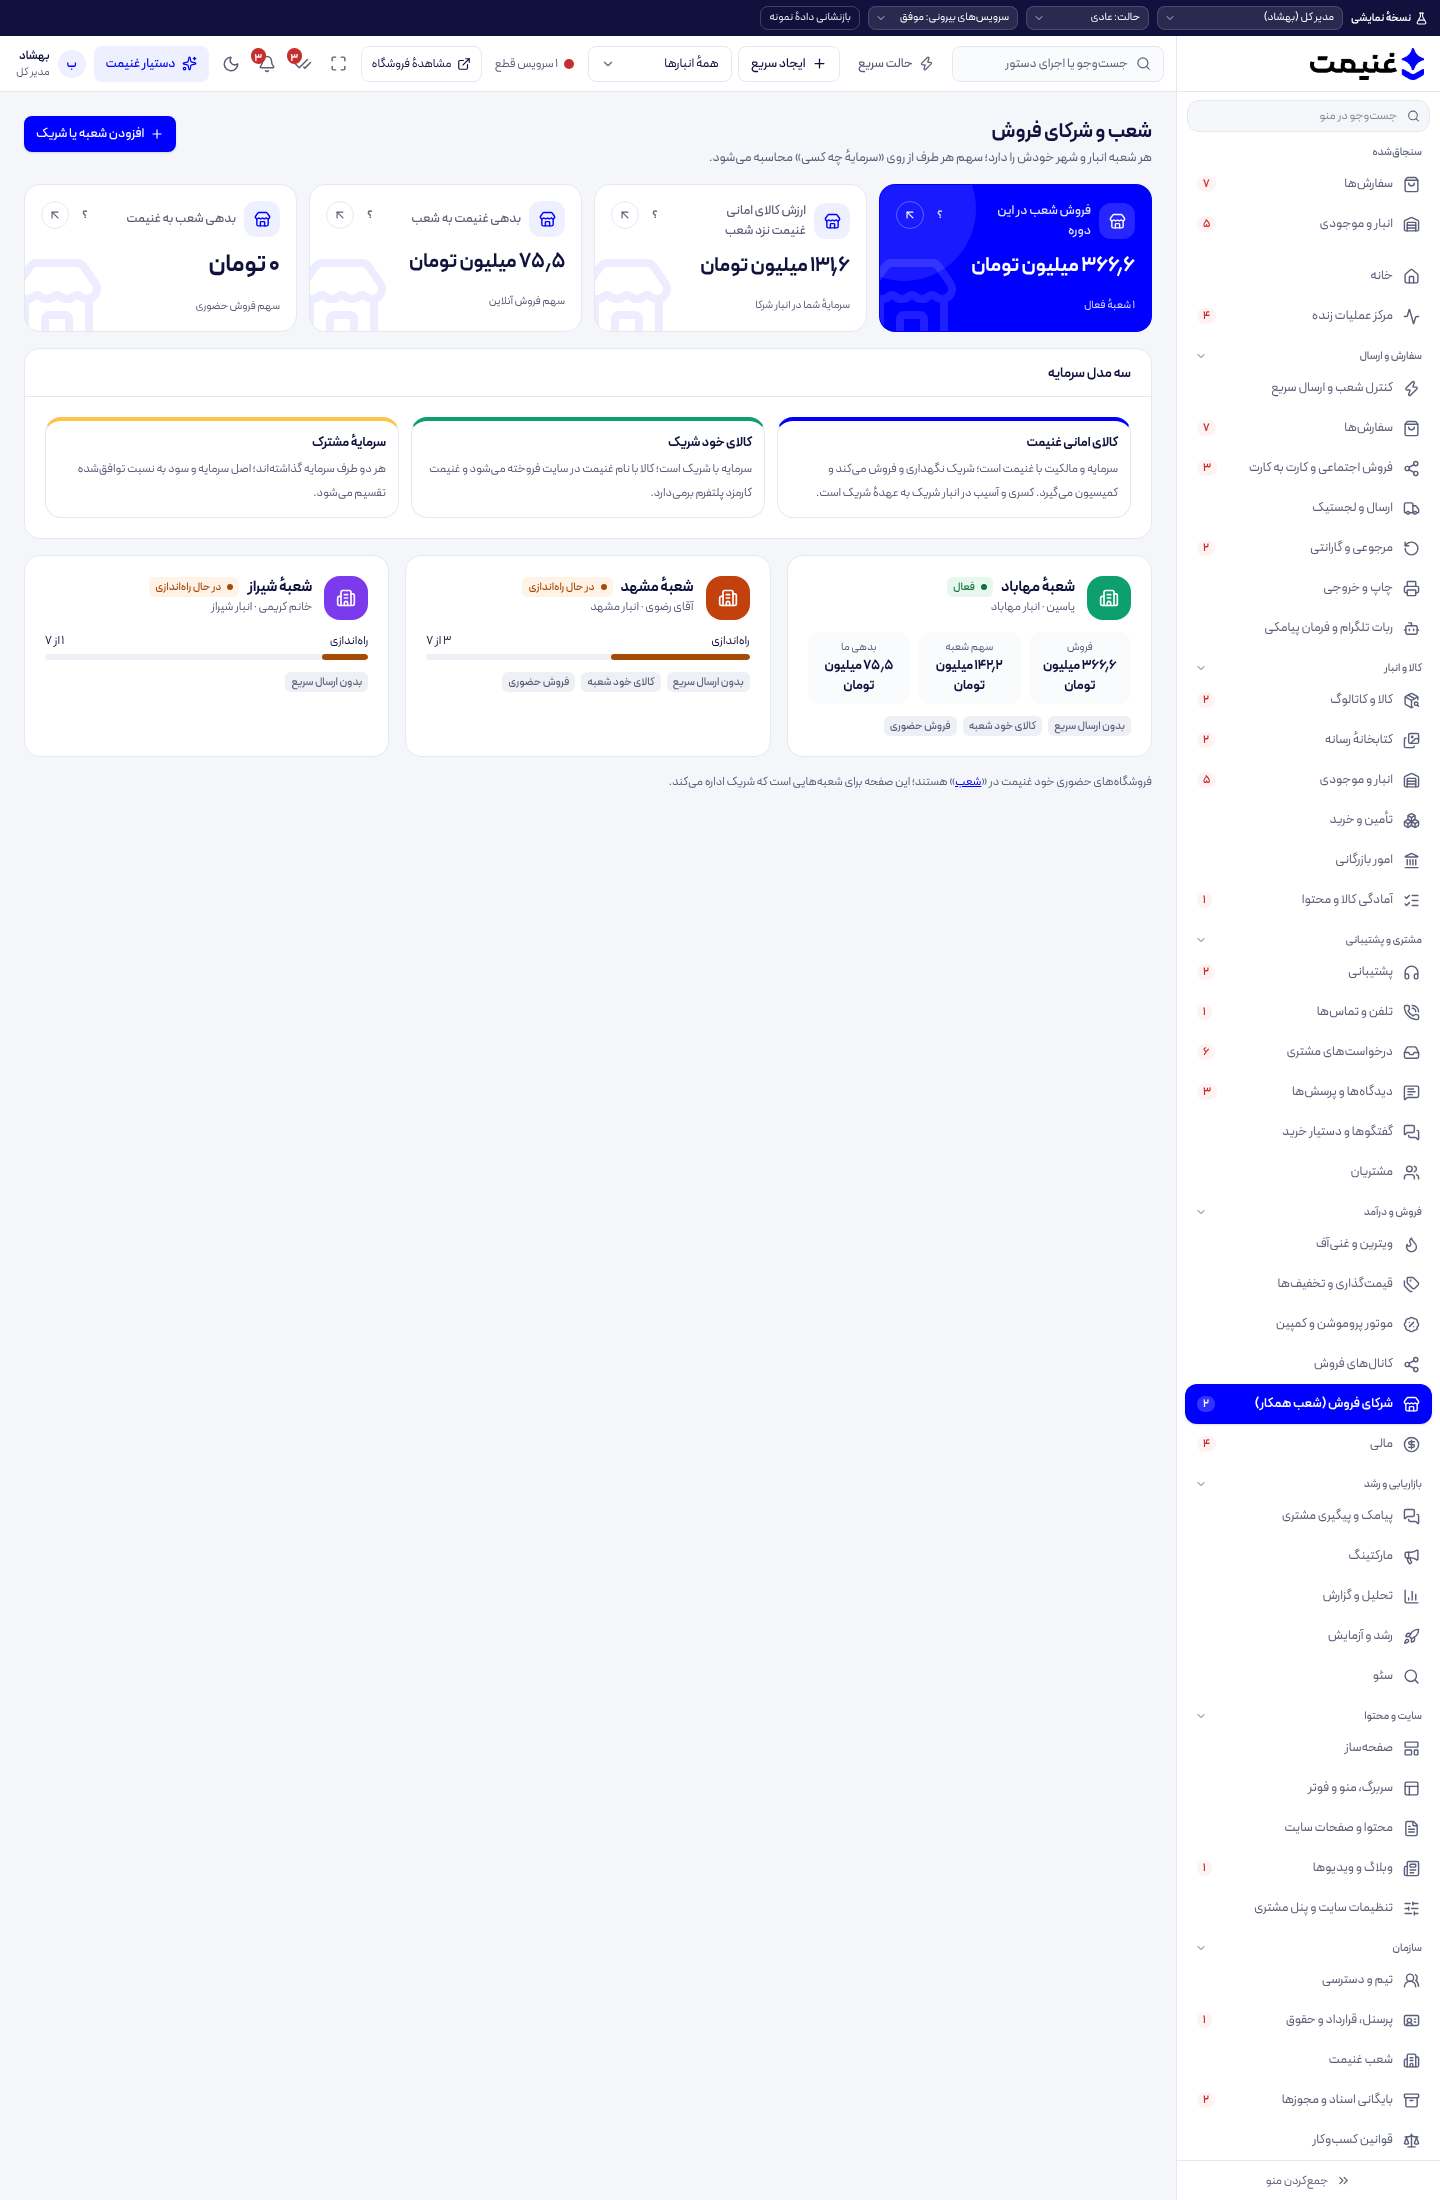 نسخهٔ نمایشی
مدیر کل (بهشاد)
حالت: عادی
سرویس‌های بیرونی: موفق
بازنشانی دادهٔ نمونه
غنیمت
جست‌وجو یا اجرای دستور
حالت سریع
ایجاد سریع
همهٔ انبارها
۱ سرویس قطع
مشاهدهٔ فروشگاه
۳
۳
دستیار غنیمت
ب
بهشاد
مدیر کل
جست‌وجو در منو
سنجاق‌شده
سفارش‌ها ۷
انبار و موجودی ۵
خانه
مرکز عملیات زنده ۴
سفارش و ارسال
کنترل شعب و ارسال سریع
سفارش‌ها ۷
فروش اجتماعی و کارت به کارت ۳
ارسال و لجستیک
مرجوعی و گارانتی ۲
چاپ و خروجی
ربات تلگرام و فرمان پیامکی
کالا و انبار
کالا و کاتالوگ ۲
کتابخانهٔ رسانه ۲
انبار و موجودی ۵
تأمین و خرید
امور بازرگانی
آمادگی کالا و محتوا ۱
مشتری و پشتیبانی
پشتیبانی ۲
تلفن و تماس‌ها ۱
درخواست‌های مشتری ۶
دیدگاه‌ها و پرسش‌ها ۳
گفتگوها و دستیار خرید
مشتریان
فروش و درآمد
ویترین و غنی‌آف
قیمت‌گذاری و تخفیف‌ها
موتور پروموشن و کمپین
کانال‌های فروش
شرکای فروش (شعب همکار) ۲
مالی ۴
بازاریابی و رشد
پیامک و پیگیری مشتری
مارکتینگ
تحلیل و گزارش
رشد و آزمایش
سئو
سایت و محتوا
صفحه‌ساز
سربرگ، منو و فوتر
محتوا و صفحات سایت
وبلاگ و ویدیوها ۱
تنظیمات سایت و پنل مشتری
سازمان
تیم و دسترسی
پرسنل، قرارداد و حقوق ۱
شعب غنیمت
بایگانی اسناد و مجوزها ۲
قوانین کسب‌وکار
جمع‌کردن منو
شعب و شرکای فروش
هر شعبه انبار و شهر خودش را دارد؛ سهم هر طرف از روی «سرمایهٔ چه کسی» محاسبه می‌شود.
افزودن شعبه یا شریک
فروش شعب در این
دوره
؟
۳۶۶٫۶ میلیون تومان
۱ شعبهٔ فعال
ارزش کالای امانی
غنیمت نزد شعب
؟
۱۳۱٫۶ میلیون تومان
سرمایهٔ شما در انبار شرکا
بدهی غنیمت به شعب
؟
۷۵٫۵ میلیون تومان
سهم فروش آنلاین
بدهی شعب به غنیمت
؟
۰ تومان
سهم فروش حضوری
سه مدل سرمایه
کالای امانی غنیمت
سرمایه و مالکیت با غنیمت است؛ شریک نگهداری و فروش می‌کند و
کمیسیون می‌گیرد. کسری و آسیب در انبار شریک به عهدهٔ شریک است.
کالای خود شریک
سرمایه با شریک است؛ کالا با نام غنیمت در سایت فروخته می‌شود و غنیمت
کارمزد پلتفرم برمی‌دارد.
سرمایهٔ مشترک
هر دو طرف سرمایه گذاشته‌اند؛ اصل سرمایه و سود به نسبت توافق‌شده
تقسیم می‌شود.
شعبهٔ مهاباد
فعال
یاسین · انبار مهاباد
فروش
۳۶۶٫۶ میلیون
تومان
سهم شعبه
۱۴۲٫۲ میلیون
تومان
بدهی ما
۷۵٫۵ میلیون
تومان
بدون ارسال سریع
کالای خود شعبه
فروش حضوری
شعبهٔ مشهد
در حال راه‌اندازی
آقای رضوی · انبار مشهد
راه‌اندازی
۳ از ۷
بدون ارسال سریع
کالای خود شعبه
فروش حضوری
شعبهٔ شیراز
در حال راه‌اندازی
خانم کریمی · انبار شیراز
راه‌اندازی
۱ از ۷
بدون ارسال سریع
فروشگاه‌های حضوری خود غنیمت در «شعب» هستند؛ این صفحه برای شعبه‌هایی است که شریک اداره می‌کند.